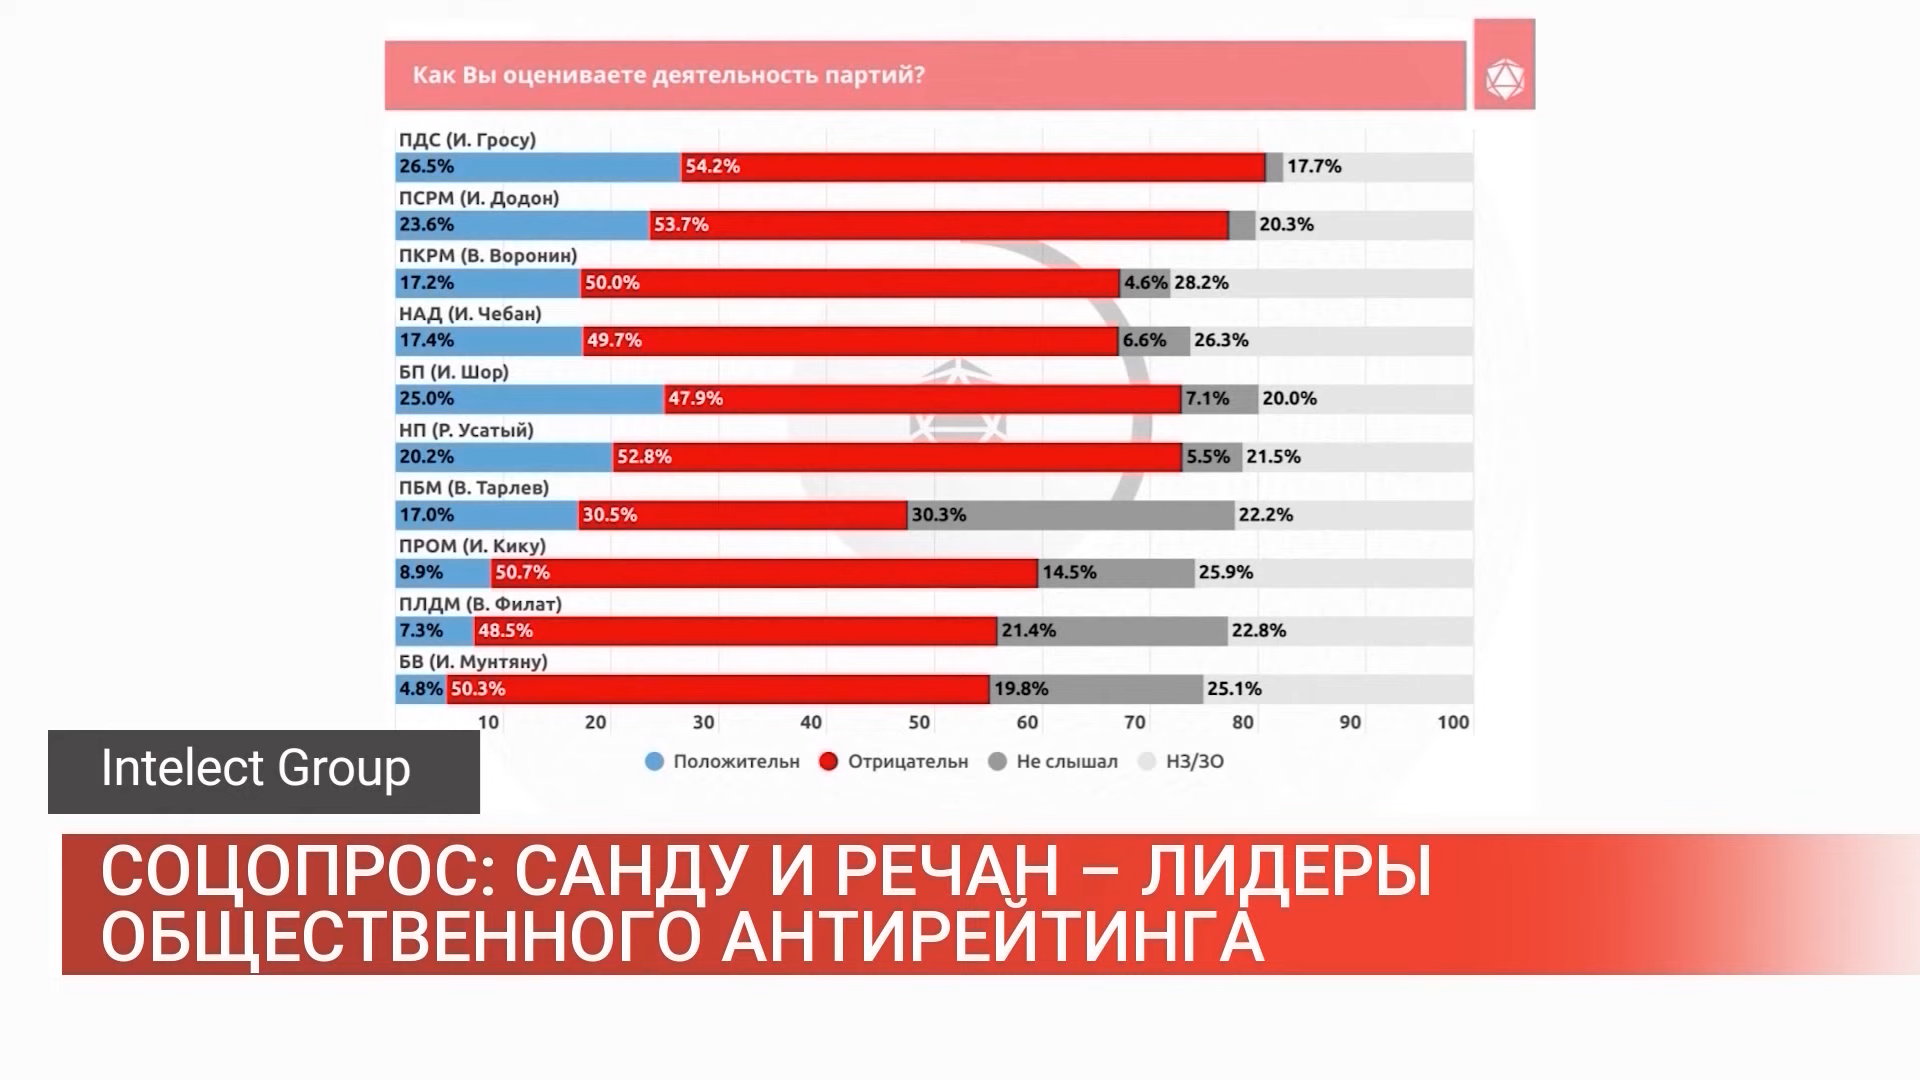 Как Вы оцениваете деятельность партий?
ПДС (И. Гросу)
26.5% 54.2% 17.7%
ПСРМ (И. Додон)
23.6% 53.7% 20.3%
ПКРМ (В. Воронин)
17.2% 50.0% 4.6% 28.2%
НАД (И. Чебан)
17.4% 49.7% 6.6% 26.3%
БП (И. Шор)
25.0% 47.9% 7.1% 20.0%
НП (Р. Усатый)
20.2% 52.8% 5.5% 21.5%
ПБМ (В. Тарлев)
17.0% 30.5% 30.3% 22.2%
ПРОМ (И. Кику)
8.9% 50.7% 14.5% 25.9%
ПЛДМ (В. Филат)
7.3% 48.5% 21.4% 22.8%
БВ (И. Мунтяну)
4.8% 50.3% 19.8% 25.1%
10 20 30 40 50 60 70 80 90 100
Положительн Отрицательн Не слышал НЗ/ЗО
Intelect Group
СОЦОПРОС: САНДУ И РЕЧАН – ЛИДЕРЫ
ОБЩЕСТВЕННОГО АНТИРЕЙТИНГА